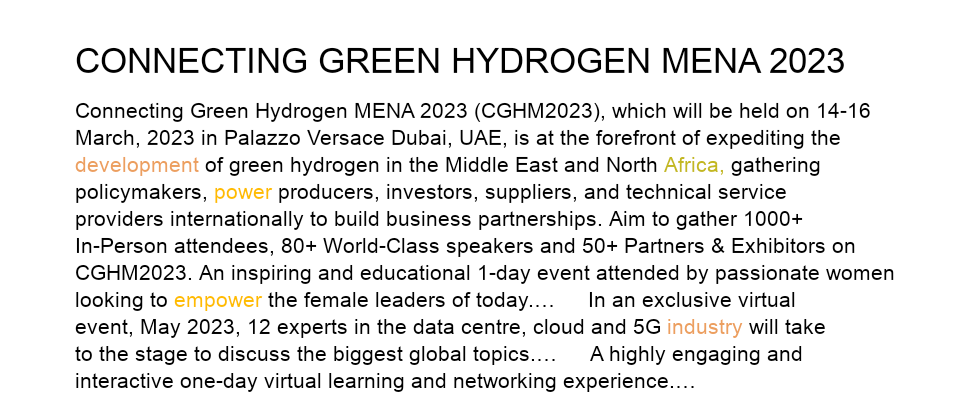 CONNECTING GREEN HYDROGEN MENA 2023
Connecting Green Hydrogen MENA 2023 (CGHM2023), which will be held on 14-16
March, 2023 in Palazzo Versace Dubai, UAE, is at the forefront of expediting the
development of green hydrogen in the Middle East and North Africa, gathering
policymakers, power producers, investors, suppliers, and technical service
providers internationally to build business partnerships. Aim to gather 1000+
In-Person attendees, 80+ World-Class speakers and 50+ Partners & Exhibitors on
CGHM2023. An inspiring and educational 1-day event attended by passionate women
looking to empower the female leaders of today.… In an exclusive virtual
event, May 2023, 12 experts in the data centre, cloud and 5G industry will take
to the stage to discuss the biggest global topics.… A highly engaging and
interactive one-day virtual learning and networking experience.…